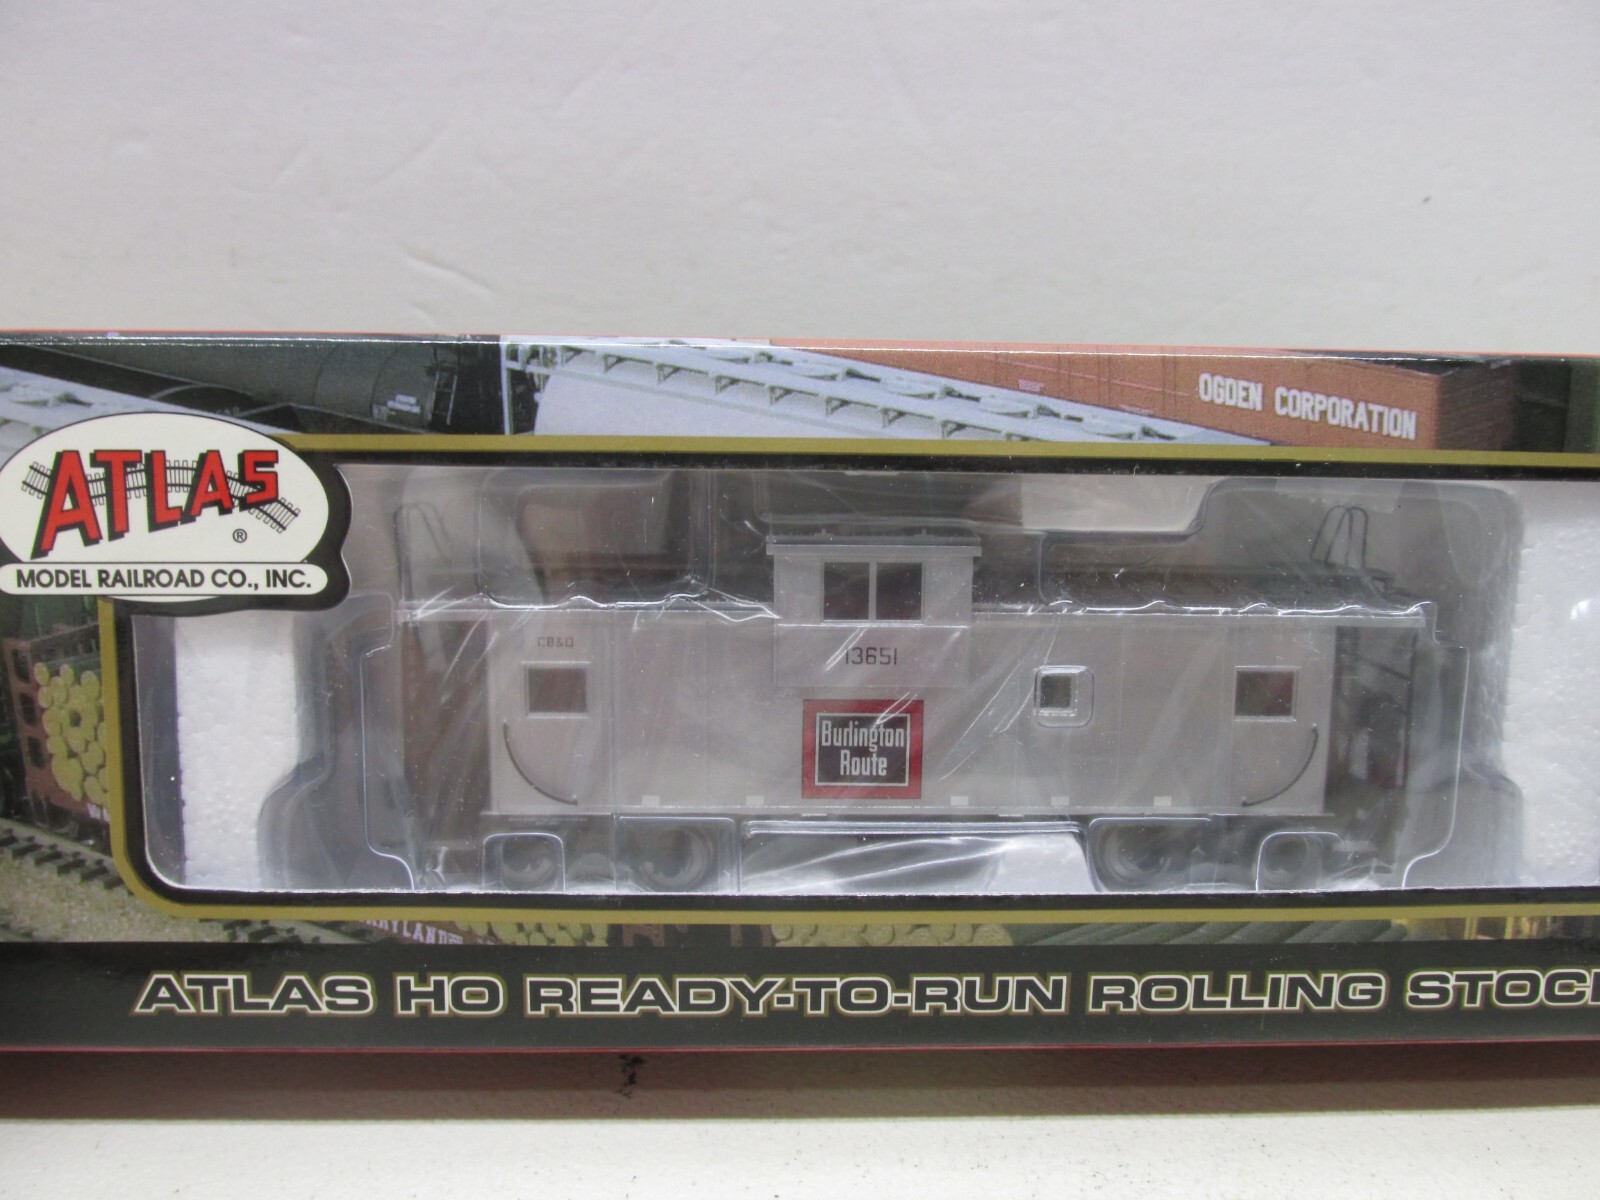 OGDEN CORPORATION
ATLAS
®
MODEL RAILROAD CO., INC.
CB&Q
13651
Burlington
Route
ATLAS HO READY-TO-RUN ROLLING STOC